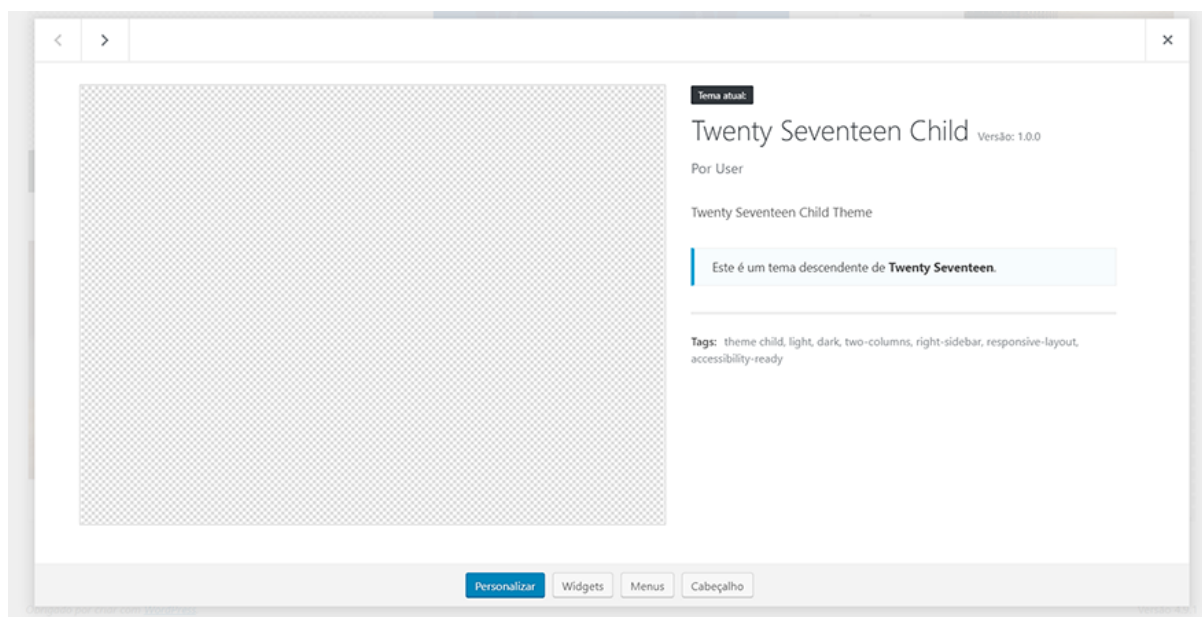 Tema atual:
Twenty Seventeen Child Versão: 1.0.0
Por User
Twenty Seventeen Child Theme
Este é um tema descendente de Twenty Seventeen.
Tags: theme child, light, dark, two-columns, right-sidebar, responsive-layout,
accessibility-ready
Personalizar Widgets Menus Cabeçalho